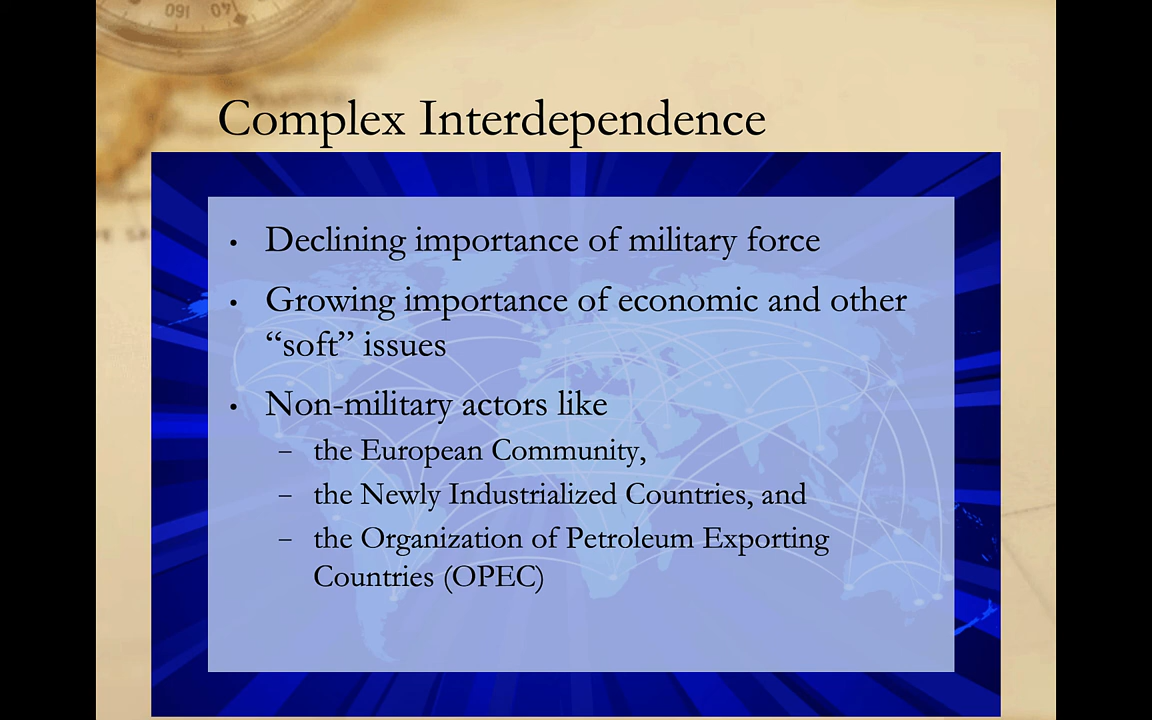 Complex Interdependence
• Declining importance of military force
• Growing importance of economic and other
“soft” issues
• Non-military actors like
– the European Community,
– the Newly Industrialized Countries, and
– the Organization of Petroleum Exporting
Countries (OPEC)